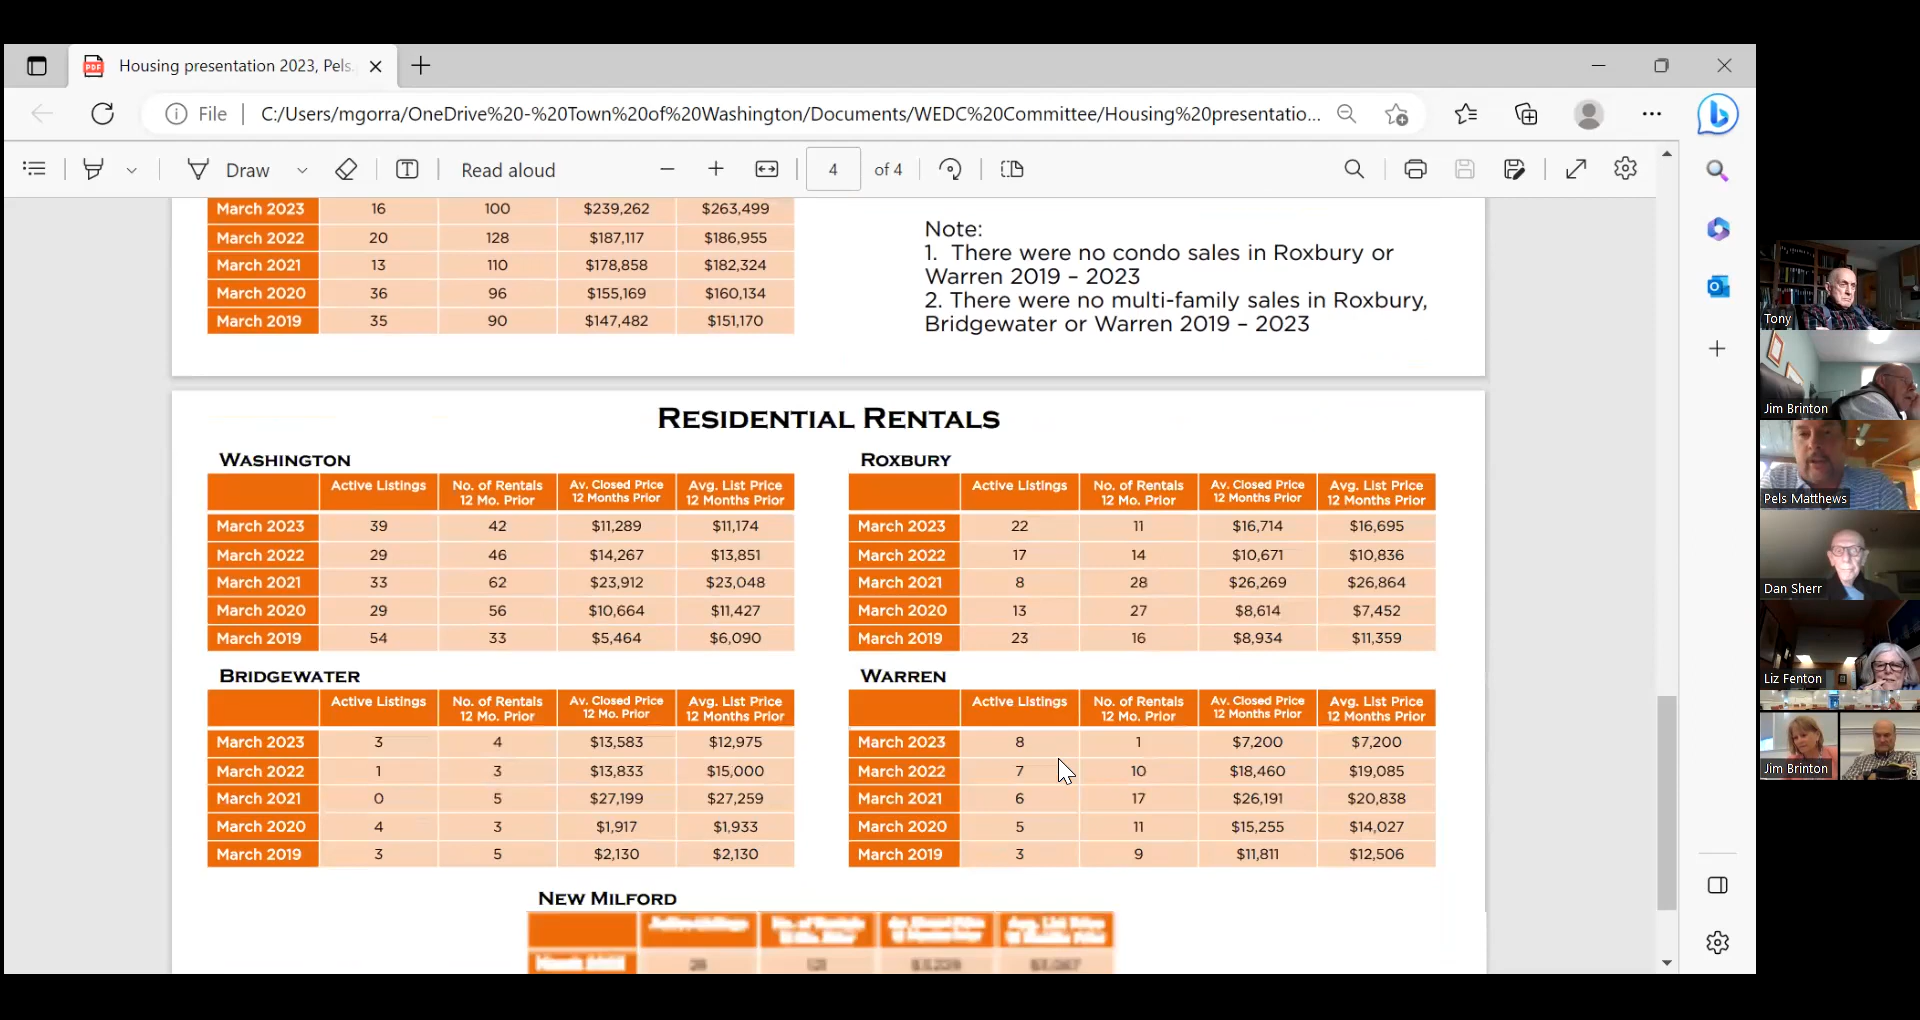 Housing presentation 2023, Pels.
File
C:/Users/mgorra/OneDrive%20-%20Town%20of%20Washington/Documents/WEDC%20Committee/Housing%20presentatio...
Draw
Read aloud
4 of 4
March 2023 16 100 $239,262 $263,499
March 2022 20 128 $187,117 $186,955
March 2021 13 110 $178,858 $182,324
March 2020 36 96 $155,169 $160,134
March 2019 35 90 $147,482 $151,170
Note:
1. There were no condo sales in Roxbury or
Warren 2019 – 2023
2. There were no multi-family sales in Roxbury,
Bridgewater or Warren 2019 – 2023
RESIDENTIAL RENTALS
WASHINGTON
Active Listings No. of Rentals 12 Mo. Prior Av. Closed Price 12 Months Prior Avg. List Price 12 Months Prior
March 2023 39 42 $11,289 $11,174
March 2022 29 46 $14,267 $13,851
March 2021 33 62 $23,912 $23,048
March 2020 29 56 $10,664 $11,427
March 2019 54 33 $5,464 $6,090
ROXBURY
Active Listings No. of Rentals 12 Mo. Prior Av. Closed Price 12 Months Prior Avg. List Price 12 Months Prior
March 2023 22 11 $16,714 $16,695
March 2022 17 14 $10,671 $10,836
March 2021 8 28 $26,269 $26,864
March 2020 13 27 $8,614 $7,452
March 2019 23 16 $8,934 $11,359
BRIDGEWATER
Active Listings No. of Rentals 12 Mo. Prior Av. Closed Price 12 Mo. Prior Avg. List Price 12 Months Prior
March 2023 3 4 $13,583 $12,975
March 2022 1 3 $13,833 $15,000
March 2021 0 5 $27,199 $27,259
March 2020 4 3 $1,917 $1,933
March 2019 3 5 $2,130 $2,130
WARREN
Active Listings No. of Rentals 12 Mo. Prior Av. Closed Price 12 Months Prior Avg. List Price 12 Months Prior
March 2023 8 1 $7,200 $7,200
March 2022 7 10 $18,460 $19,085
March 2021 6 17 $26,191 $20,838
March 2020 5 11 $15,255 $14,027
March 2019 3 9 $11,811 $12,506
NEW MILFORD
Tony
Jim Brinton
Pels Matthews
Dan Sherr
Liz Fenton
Jim Brinton